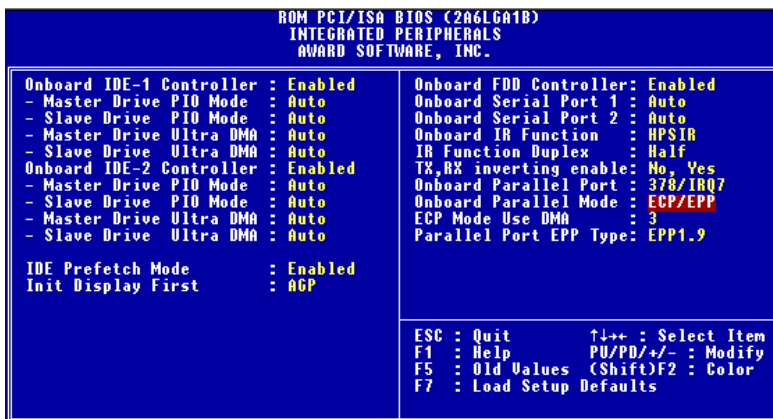 ROM PCI/ISA BIOS (2A6LGA1B)
INTEGRATED PERIPHERALS
AWARD SOFTWARE, INC.
Onboard IDE-1 Controller : Enabled
- Master Drive PIO Mode : Auto
- Slave Drive PIO Mode : Auto
- Master Drive Ultra DMA : Auto
- Slave Drive Ultra DMA : Auto
Onboard IDE-2 Controller : Enabled
- Master Drive PIO Mode : Auto
- Slave Drive PIO Mode : Auto
- Master Drive Ultra DMA : Auto
- Slave Drive Ultra DMA : Auto
IDE Prefetch Mode : Enabled
Init Display First : AGP
Onboard FDD Controller: Enabled
Onboard Serial Port 1 : Auto
Onboard Serial Port 2 : Auto
Onboard IR Function : HPSIR
IR Function Duplex : Half
TX,RX inverting enable: No, Yes
Onboard Parallel Port : 378/IRQ7
Onboard Parallel Mode : ECP/EPP
ECP Mode Use DMA : 3
Parallel Port EPP Type: EPP1.9
ESC : Quit ↑↓→← : Select Item
F1 : Help PU/PD/+/- : Modify
F5 : Old Values (Shift)F2 : Color
F7 : Load Setup Defaults